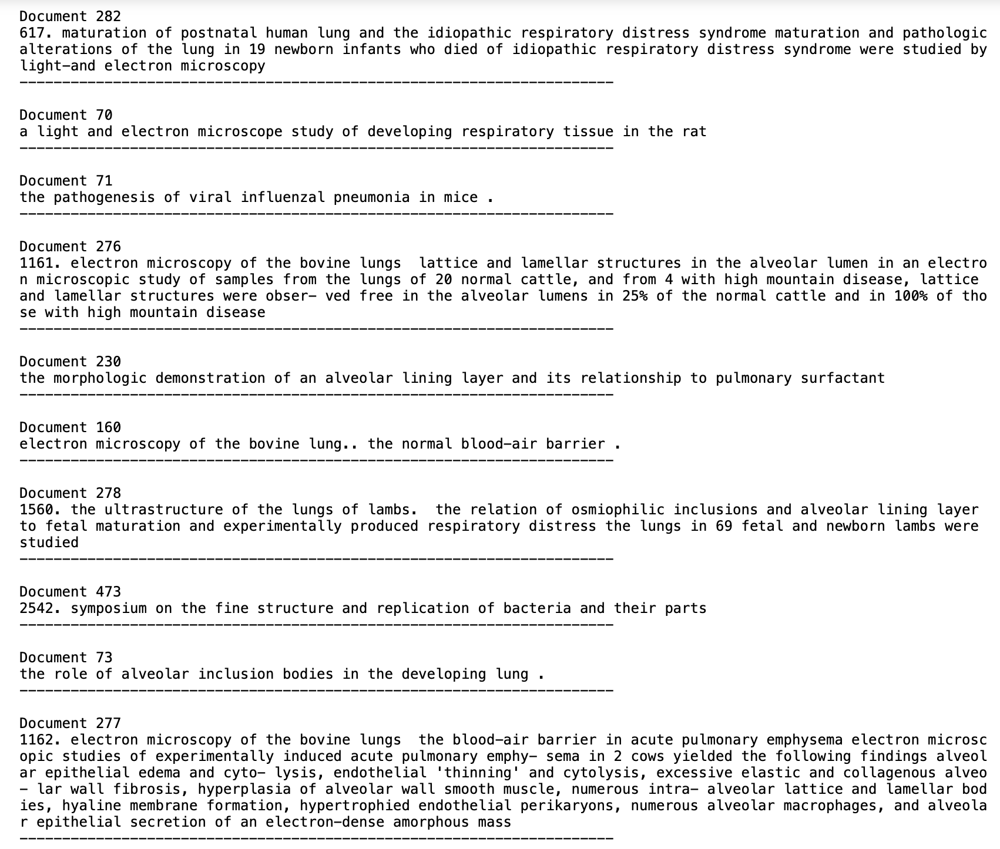 Document 282
617. maturation of postnatal human lung and the idiopathic respiratory distress syndrome maturation and pathologic
alterations of the lung in 19 newborn infants who died of idiopathic respiratory distress syndrome were studied by
light-and electron microscopy
----------------------------------------------------------------------
Document 70
a light and electron microscope study of developing respiratory tissue in the rat
----------------------------------------------------------------------
Document 71
the pathogenesis of viral influenzal pneumonia in mice .
----------------------------------------------------------------------
Document 276
1161. electron microscopy of the bovine lungs  lattice and lamellar structures in the alveolar lumen in an electro
n microscopic study of samples from the lungs of 20 normal cattle, and from 4 with high mountain disease, lattice
and lamellar structures were obser- ved free in the alveolar lumens in 25% of the normal cattle and in 100% of tho
se with high mountain disease
----------------------------------------------------------------------
Document 230
the morphologic demonstration of an alveolar lining layer and its relationship to pulmonary surfactant
----------------------------------------------------------------------
Document 160
electron microscopy of the bovine lung.. the normal blood-air barrier .
----------------------------------------------------------------------
Document 278
1560. the ultrastructure of the lungs of lambs.  the relation of osmiophilic inclusions and alveolar lining layer
to fetal maturation and experimentally produced respiratory distress the lungs in 69 fetal and newborn lambs were
studied
----------------------------------------------------------------------
Document 473
2542. symposium on the fine structure and replication of bacteria and their parts
----------------------------------------------------------------------
Document 73
the role of alveolar inclusion bodies in the developing lung .
----------------------------------------------------------------------
Document 277
1162. electron microscopy of the bovine lungs  the blood-air barrier in acute pulmonary emphysema electron microsc
opic studies of experimentally induced acute pulmonary emphy- sema in 2 cows yielded the following findings alveol
ar epithelial edema and cyto- lysis, endothelial 'thinning' and cytolysis, excessive elastic and collagenous alveo
- lar wall fibrosis, hyperplasia of alveolar wall smooth muscle, numerous intra- alveolar lattice and lamellar bod
ies, hyaline membrane formation, hypertrophied endothelial perikaryons, numerous alveolar macrophages, and alveola
r epithelial secretion of an electron-dense amorphous mass
----------------------------------------------------------------------